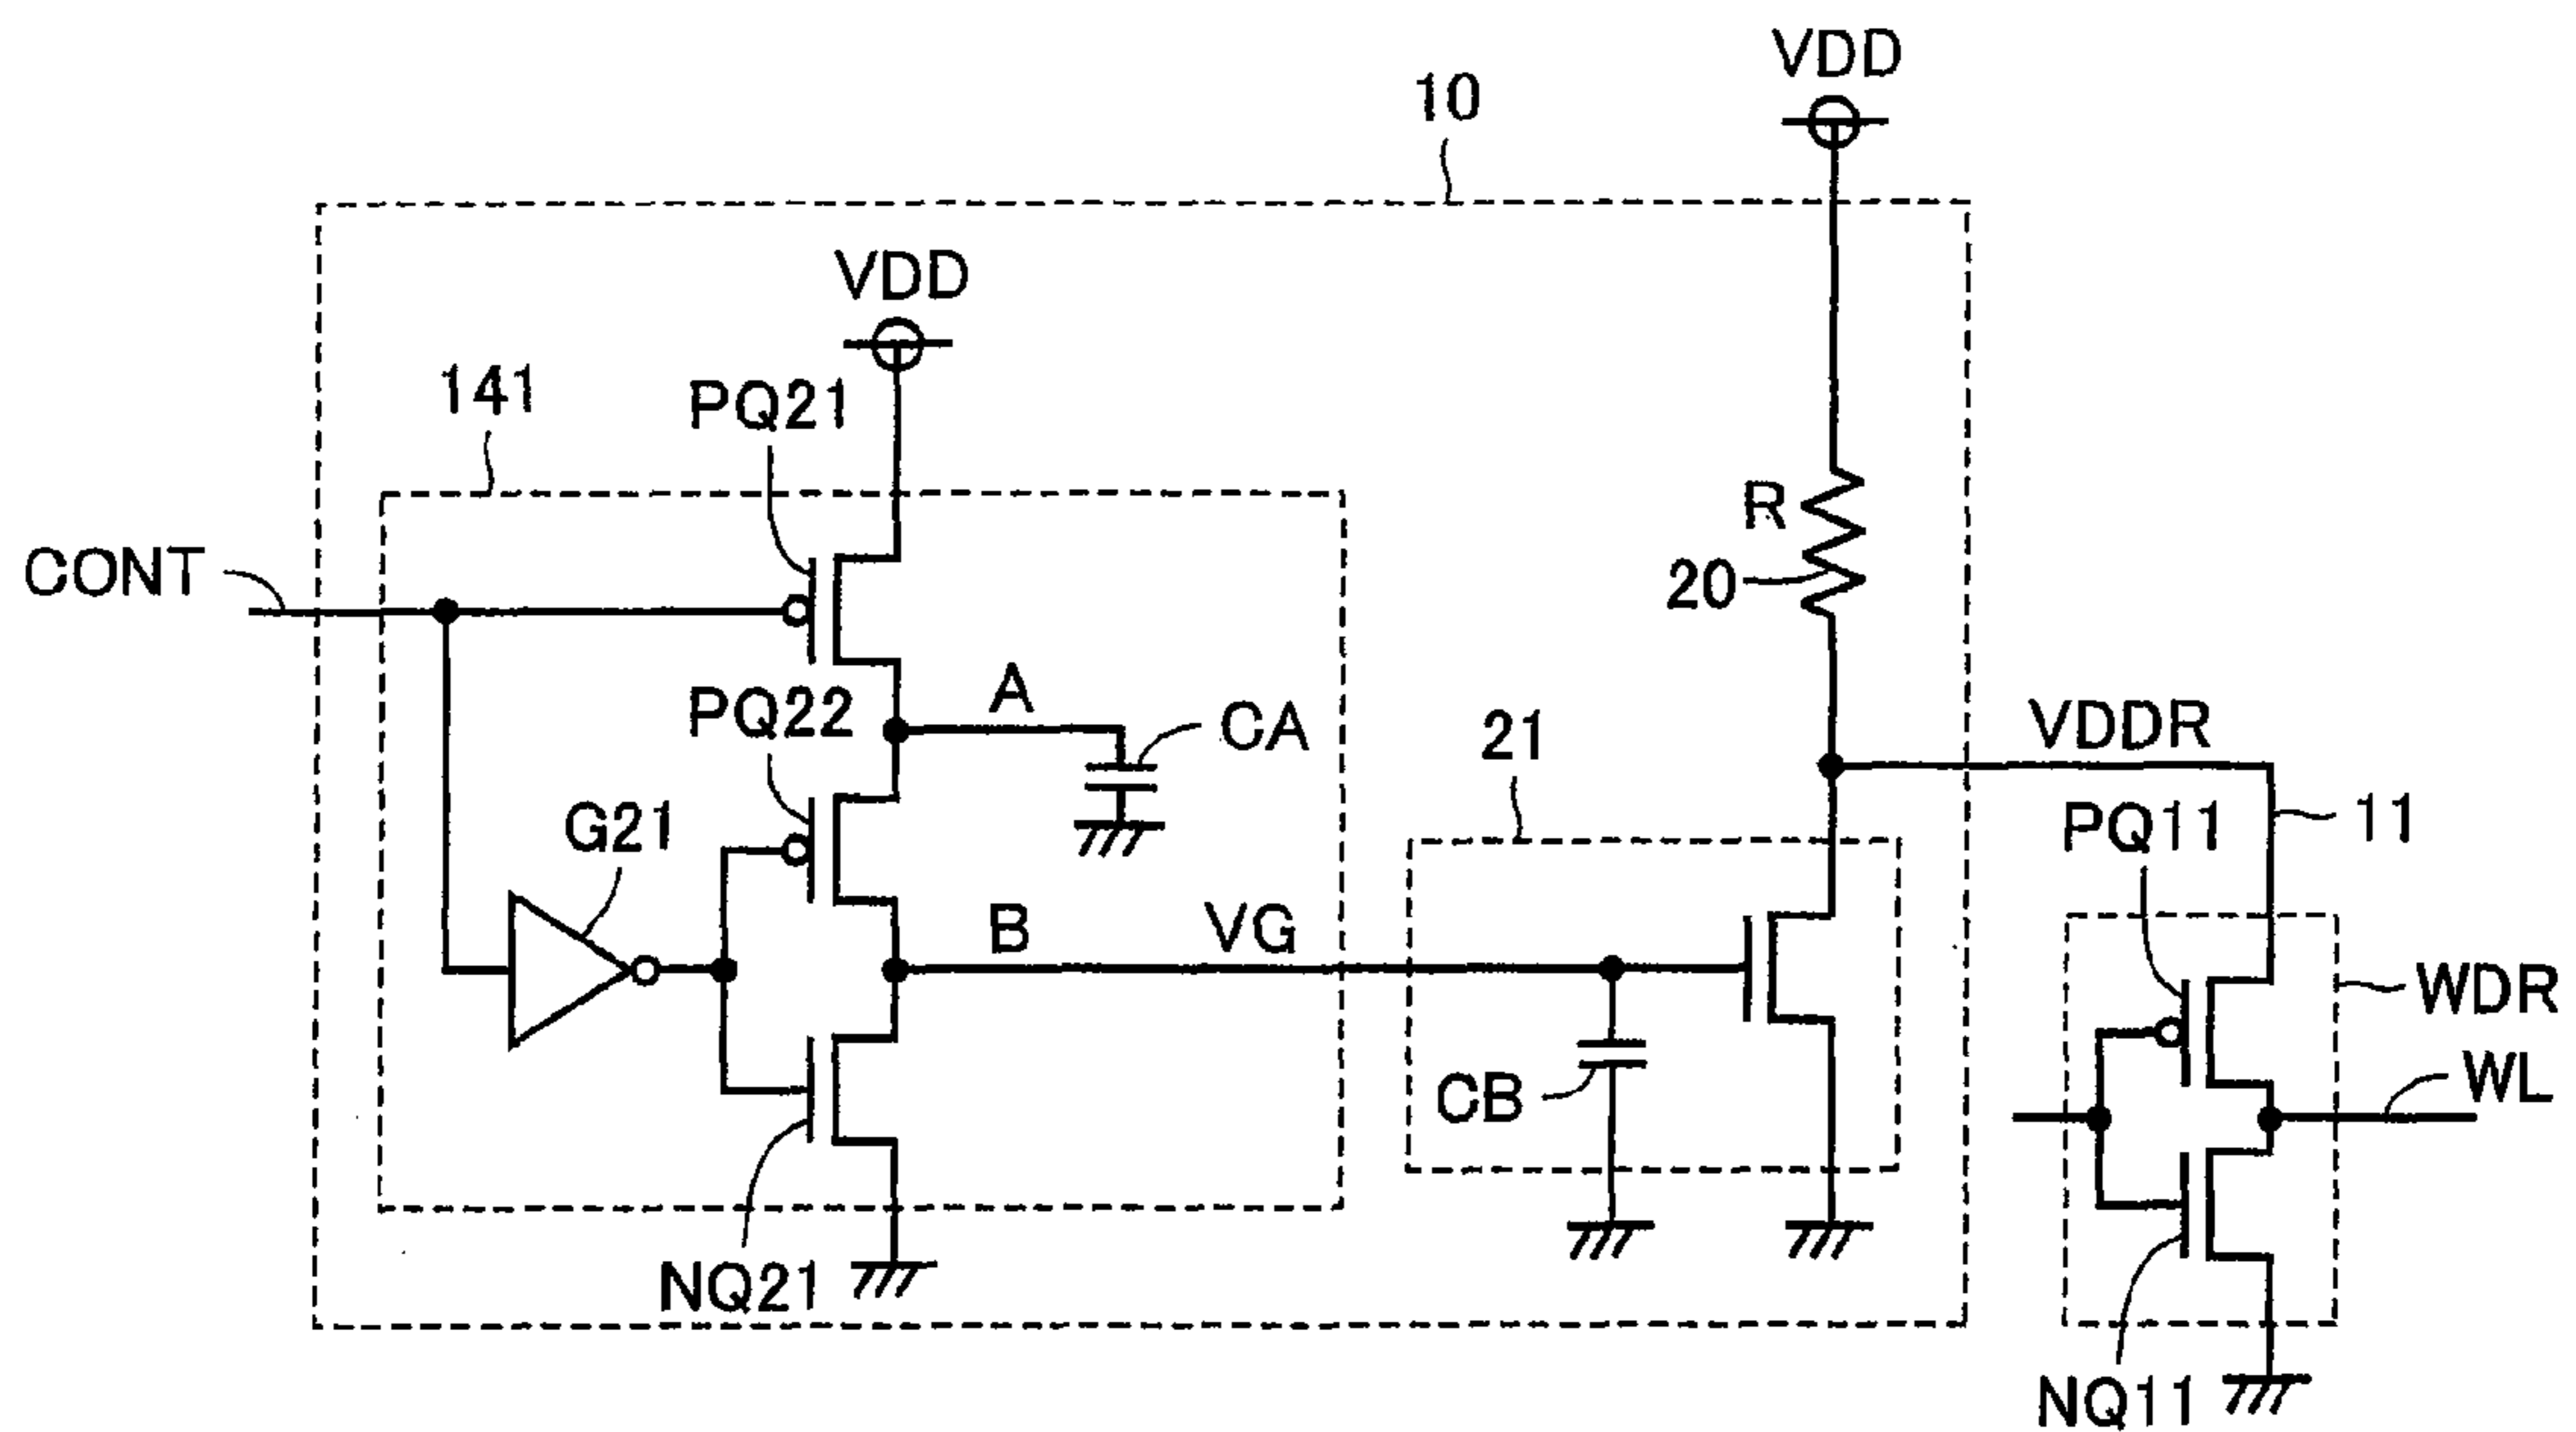 VDD
10
VDD
141
PQ21
R
CONT
20
A
PQ22
CA
21
VDDR
G21
PQ11
11
B
VG
WDR
CB
WL
NQ21
NQ11